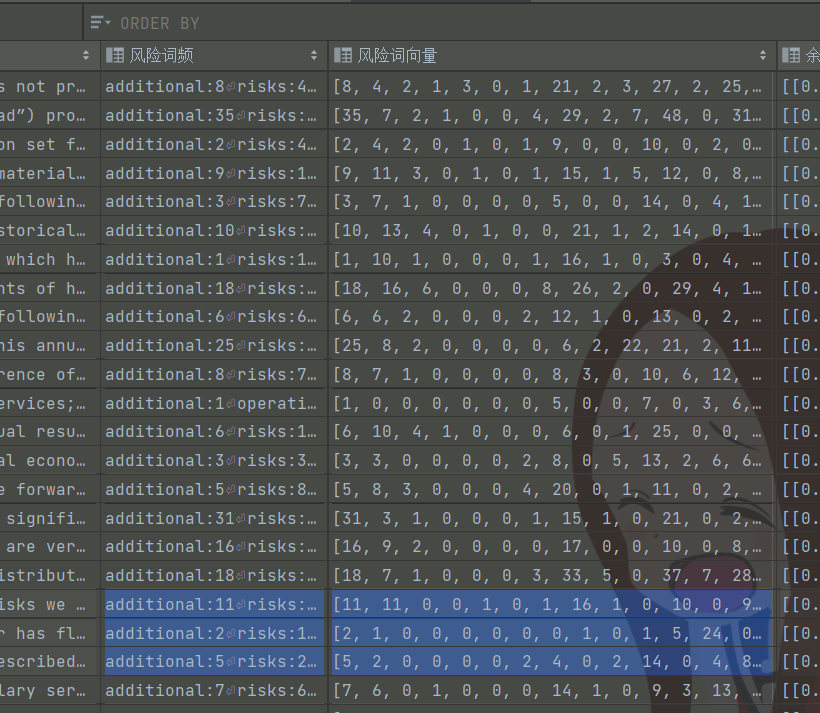 ORDER BY
风险词频 风险词向量 余
s not pr… additional:8⏎risks:4… [8, 4, 2, 1, 3, 0, 1, 21, 2, 3, 27, 2, 25,… [[0.
ad”) pro… additional:35⏎risks:… [35, 7, 2, 1, 0, 0, 4, 29, 2, 7, 48, 0, 31… [[0.
on set f… additional:2⏎risks:4… [2, 4, 2, 0, 1, 0, 1, 9, 0, 0, 10, 0, 2, 0… [[0.
material… additional:9⏎risks:1… [9, 11, 3, 0, 1, 0, 1, 15, 1, 5, 12, 0, 8,… [[0.
followin… additional:3⏎risks:7… [3, 7, 1, 0, 0, 0, 0, 5, 0, 0, 14, 0, 4, 1… [[0.
storical… additional:10⏎risks:… [10, 13, 4, 0, 1, 0, 0, 21, 1, 2, 14, 0, 1… [[0.
which h… additional:1⏎risks:1… [1, 10, 1, 0, 0, 0, 1, 16, 1, 0, 3, 0, 4, … [[0.
nts of h… additional:18⏎risks:… [18, 16, 6, 0, 0, 0, 8, 26, 2, 0, 29, 4, 1… [[0.
followin… additional:6⏎risks:6… [6, 6, 2, 0, 0, 0, 2, 12, 1, 0, 13, 0, 2, … [[0.
his annu… additional:25⏎risks:… [25, 8, 2, 0, 0, 0, 0, 6, 2, 22, 21, 2, 11… [[0.
rence of… additional:8⏎risks:7… [8, 7, 1, 0, 0, 0, 0, 8, 3, 0, 10, 6, 12, … [[0.
ervices;… additional:1⏎operati… [1, 0, 0, 0, 0, 0, 0, 5, 0, 0, 7, 0, 3, 6,… [[0.
ual resu… additional:6⏎risks:1… [6, 10, 4, 1, 0, 0, 0, 6, 0, 1, 25, 0, 0, … [[0.
al econo… additional:3⏎risks:3… [3, 3, 0, 0, 0, 0, 2, 8, 0, 5, 13, 2, 6, 6… [[0.
e forwar… additional:5⏎risks:8… [5, 8, 3, 0, 0, 0, 4, 20, 0, 1, 11, 0, 2, … [[0.
signifi… additional:31⏎risks:… [31, 3, 1, 0, 0, 0, 1, 15, 1, 0, 21, 0, 2,… [[0.
are ver… additional:16⏎risks:… [16, 9, 2, 0, 0, 0, 0, 17, 0, 0, 10, 0, 8,… [[0.
istribut… additional:18⏎risks:… [18, 7, 1, 0, 0, 0, 3, 33, 5, 0, 37, 7, 28… [[0.
isks we … additional:11⏎risks:… [11, 11, 0, 0, 1, 0, 1, 16, 1, 0, 10, 0, 9… [[0.
r has fl… additional:2⏎risks:1… [2, 1, 0, 0, 0, 0, 0, 0, 1, 0, 1, 5, 24, 0… [[0.
escribed… additional:5⏎risks:2… [5, 2, 0, 0, 0, 0, 2, 4, 0, 2, 14, 0, 4, 8… [[0.
lary ser… additional:7⏎risks:6… [7, 6, 0, 1, 0, 0, 0, 14, 1, 0, 9, 3, 13, … [[0.